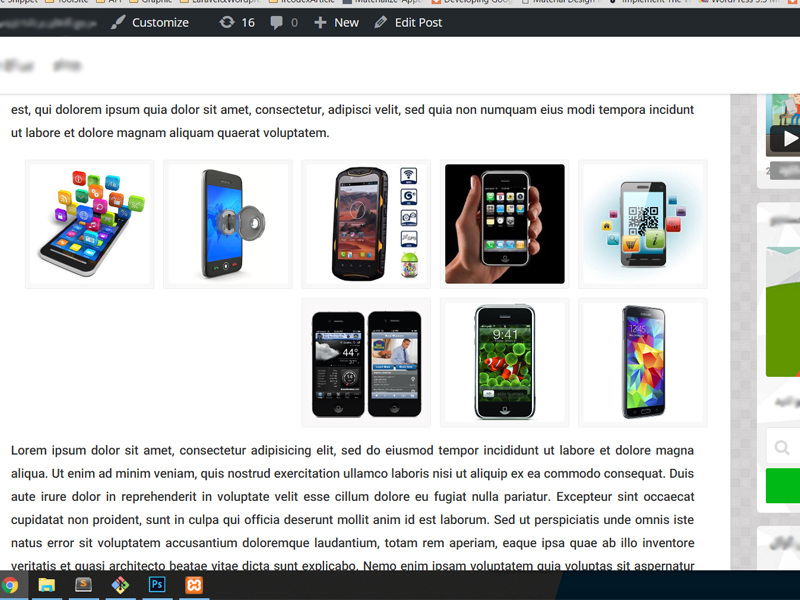 Customize 16 0 New Edit Post
est, qui dolorem ipsum quia dolor sit amet, consectetur, adipisci velit, sed quia non numquam eius modi tempora incidunt
ut labore et dolore magnam aliquam quaerat voluptatem.
44°
9:41
12:45
Lorem ipsum dolor sit amet, consectetur adipisicing elit, sed do eiusmod tempor incididunt ut labore et dolore magna
aliqua. Ut enim ad minim veniam, quis nostrud exercitation ullamco laboris nisi ut aliquip ex ea commodo consequat. Duis
aute irure dolor in reprehenderit in voluptate velit esse cillum dolore eu fugiat nulla pariatur. Excepteur sint occaecat
cupidatat non proident, sunt in culpa qui officia deserunt mollit anim id est laborum. Sed ut perspiciatis unde omnis iste
natus error sit voluptatem accusantium doloremque laudantium, totam rem aperiam, eaque ipsa quae ab illo inventore
veritatis et quasi architecto beatae vitae dicta sunt explicabo. Nemo enim ipsam voluptatem quia voluptas sit aspernatur
Ps